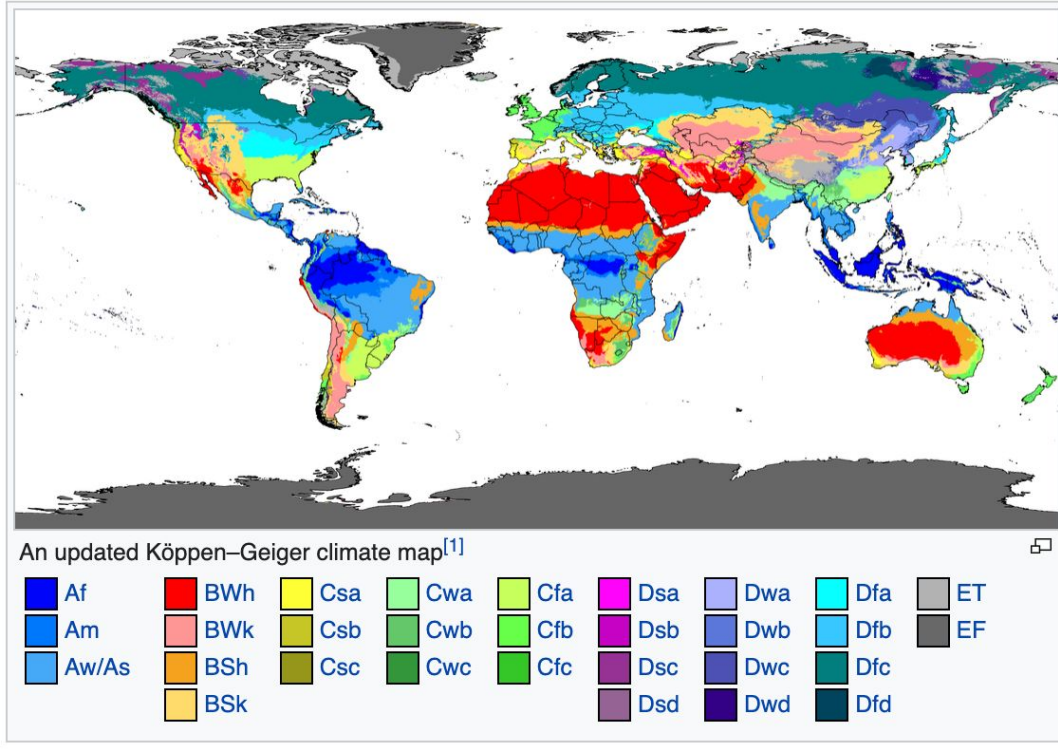 An updated Köppen–Geiger climate map[1]
Af BWh Csa Cwa Cfa Dsa Dwa Dfa ET
Am BWk Csb Cwb Cfb Dsb Dwb Dfb EF
Aw/As BSh Csc Cwc Cfc Dsc Dwc Dfc
BSk Dsd Dwd Dfd